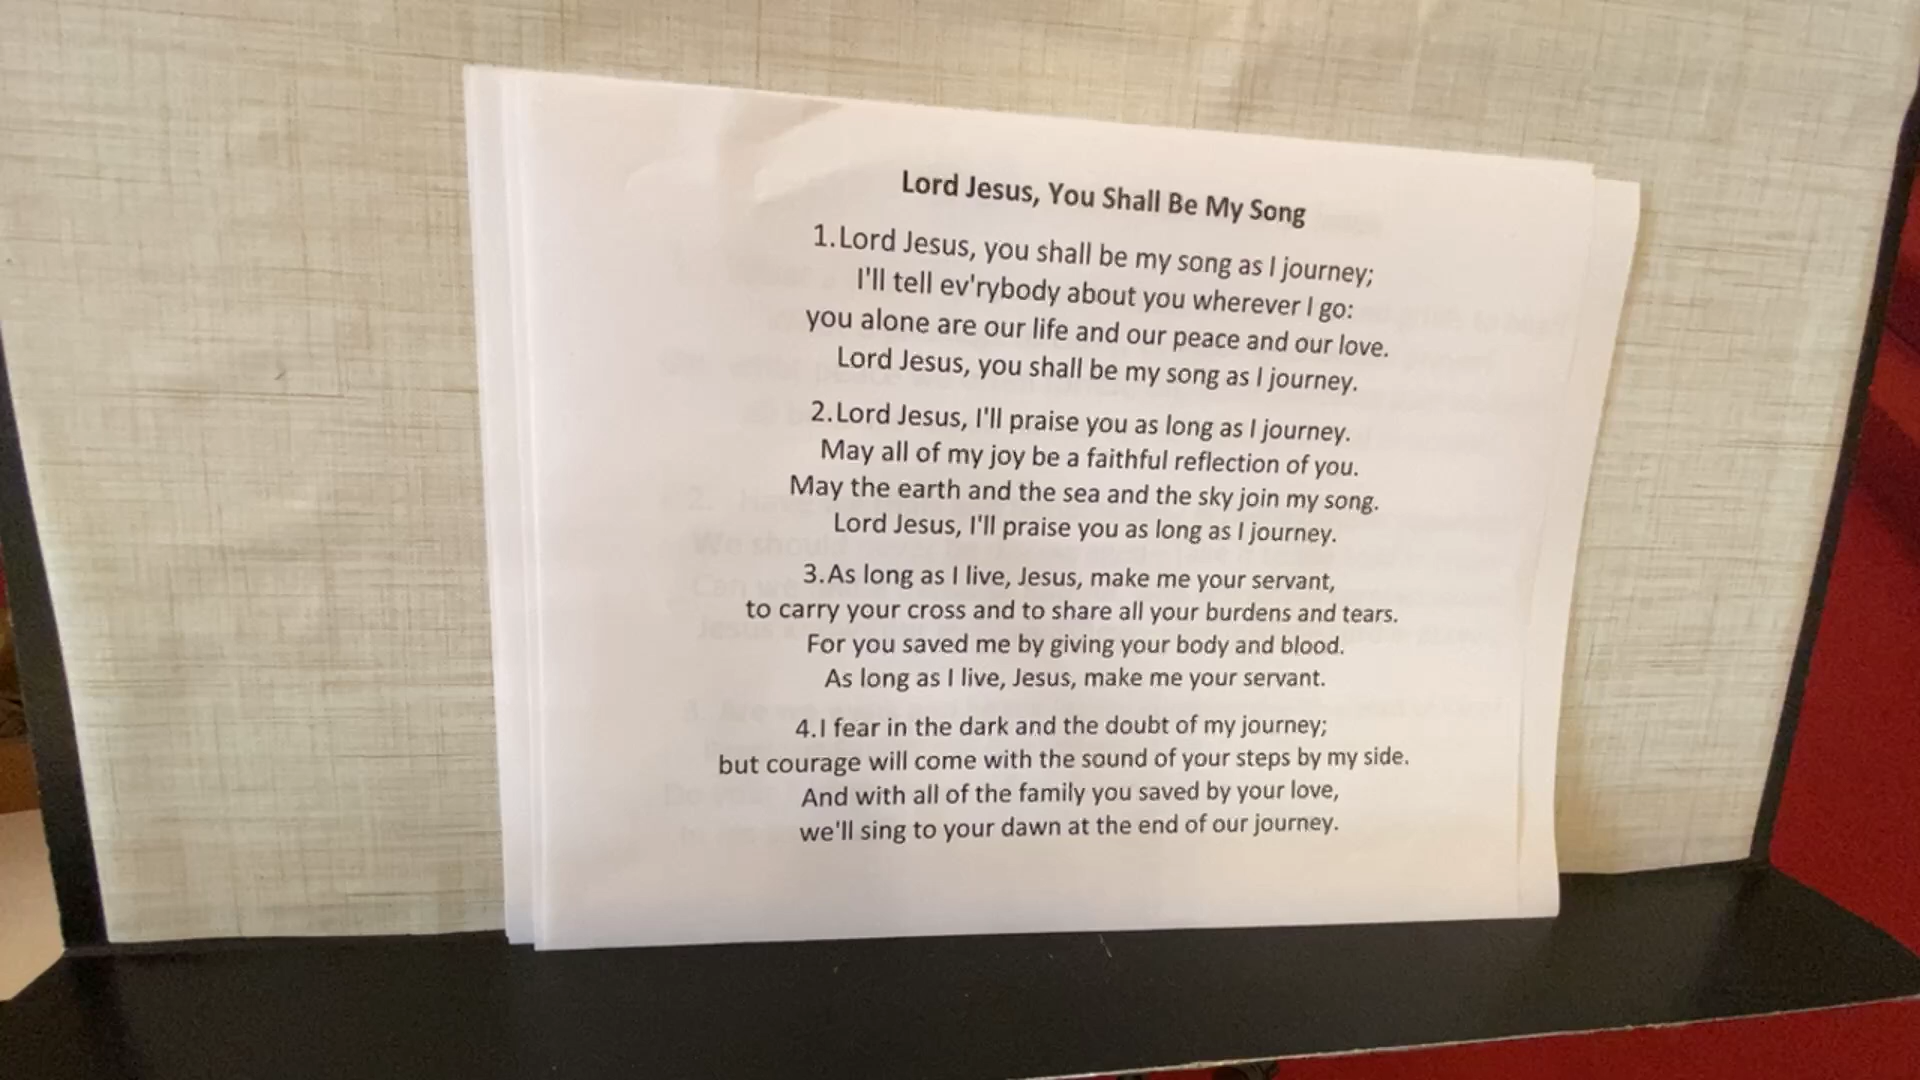 Lord Jesus, You Shall Be My Song
1.Lord Jesus, you shall be my song as I journey;
I'll tell ev'rybody about you wherever I go:
you alone are our life and our peace and our love.
Lord Jesus, you shall be my song as I journey.
2.Lord Jesus, I'll praise you as long as I journey.
May all of my joy be a faithful reflection of you.
May the earth and the sea and the sky join my song.
Lord Jesus, I'll praise you as long as I journey.
3.As long as I live, Jesus, make me your servant,
to carry your cross and to share all your burdens and tears.
For you saved me by giving your body and blood.
As long as I live, Jesus, make me your servant.
4.I fear in the dark and the doubt of my journey;
but courage will come with the sound of your steps by my side.
And with all of the family you saved by your love,
we'll sing to your dawn at the end of our journey.